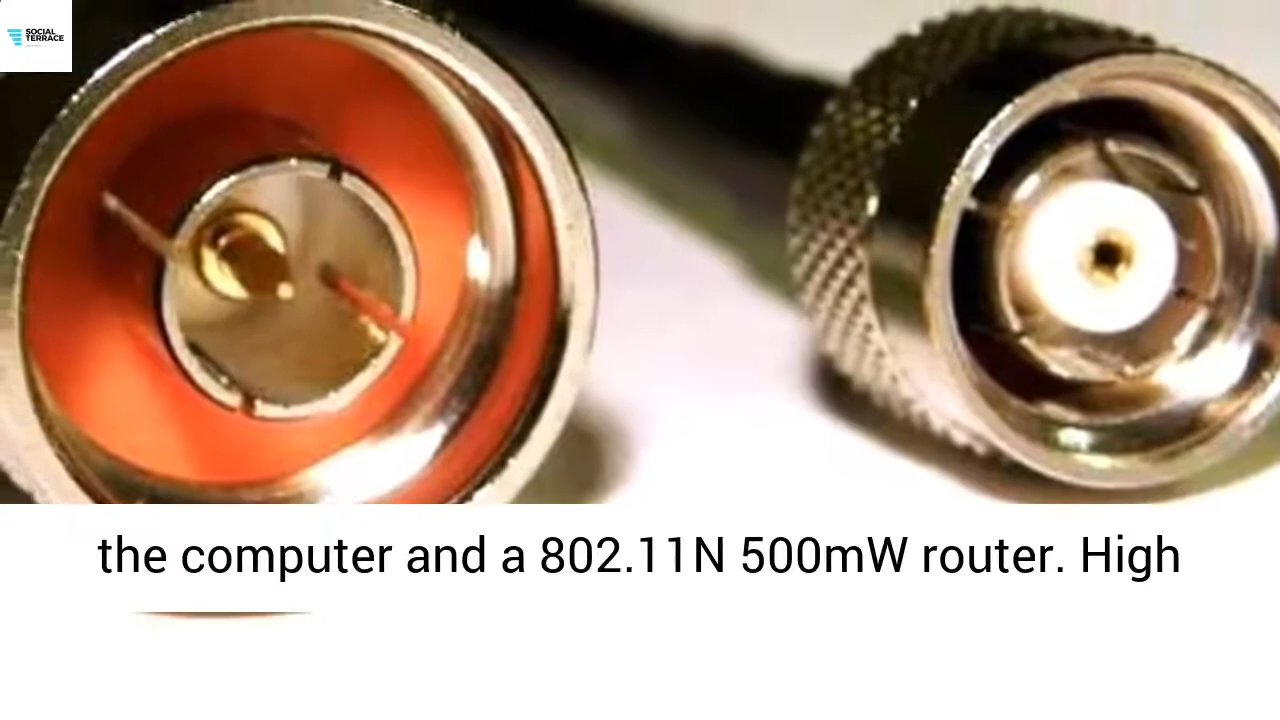 SOCIAL
TERRACE
the computer and a 802.11N 500mW router. High